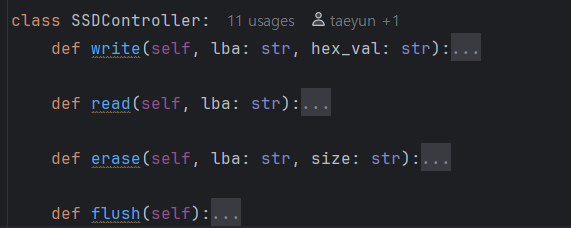 class SSDController: 11 usages taeyun +1
def write(self, lba: str, hex_val: str):...
def read(self, lba: str):...
def erase(self, lba: str, size: str):...
def flush(self):...